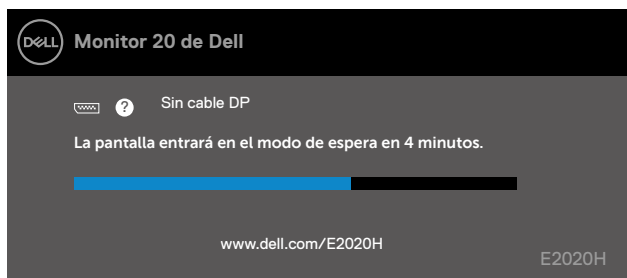 DELL
Monitor 20 de Dell
? Sin cable DP
La pantalla entrará en el modo de espera en 4 minutos.
www.dell.com/E2020H
E2020H